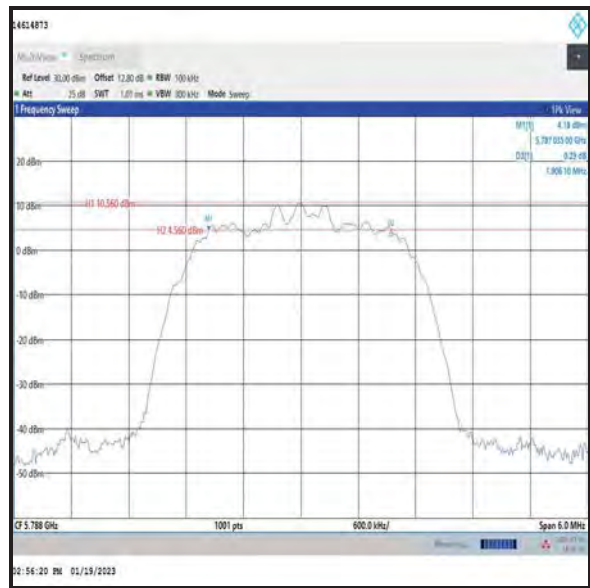 14614873
MultiView Spectrum
Ref Level 30.00 dBm Offset 12.80 dB RBW 100 kHz
Att 25 dB SWT 1.01 ms VBW 300 kHz Mode Sweep
1 Frequency Sweep
1Pk View
M1[1] 4.18 dBm
5.787 035 00 GHz
0.29 dB
1.906 10 MHz
20 dBm
10 dBm
H1 10.560 dBm
M1
H2 4.560 dBm
0 dBm
-10 dBm
-20 dBm
-30 dBm
-40 dBm
-50 dBm
CF 5.788 GHz 1001 pts 600.0 kHz/ Span 6.0 MHz
02:56:20 PM 01/19/2023